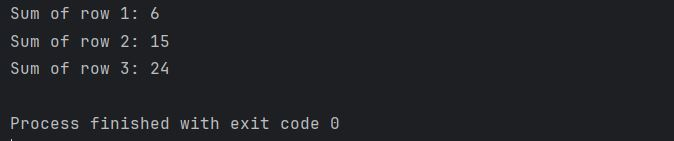 Sum of row 1: 6
Sum of row 2: 15
Sum of row 3: 24
Process finished with exit code 0